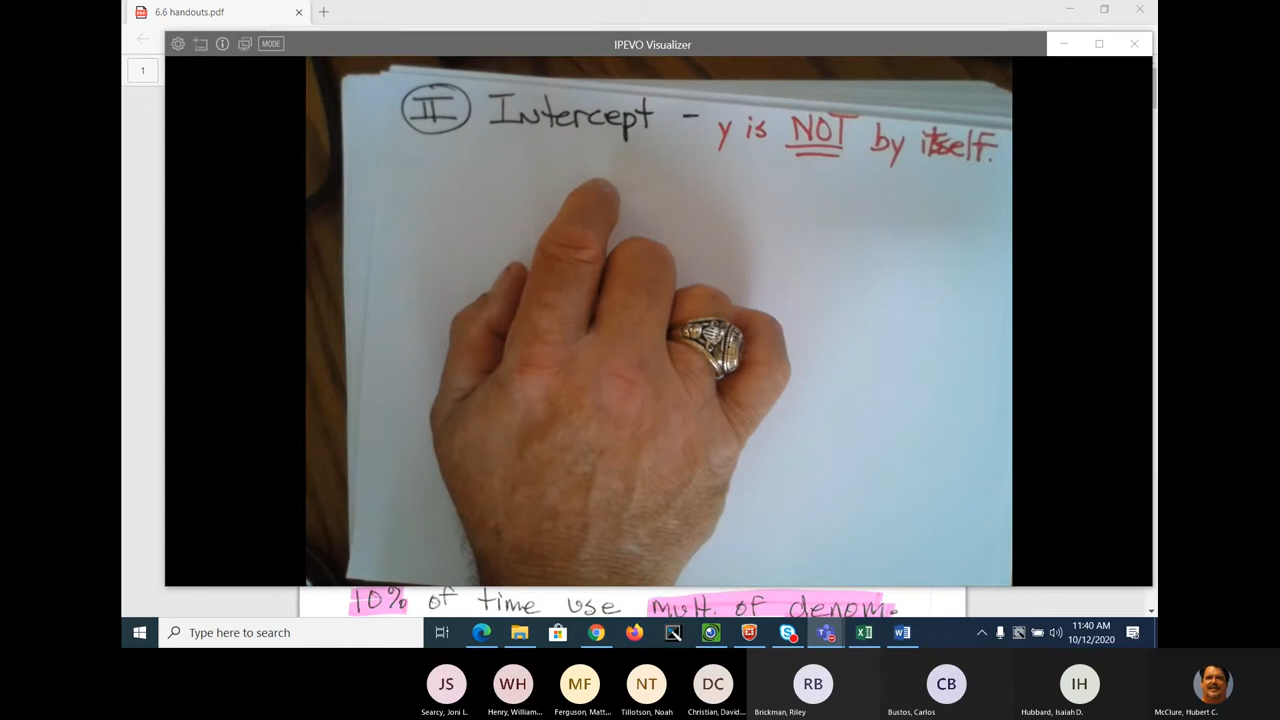 6.6 handouts.pdf
MODE
IPEVO Visualizer
1
II Intercept - y is NOT by itself.
10% of time use mult. of denom.
Type here to search
11:40 AM
10/12/2020
JS
WH
MF
NT
DC
RB
CB
IH
Searcy, Joni L.
Henry, William...
Ferguson, Matt...
Tillotson, Noah
Christian, Davi...
Brickman, Riley
Bustos, Carlos
Hubbard, Isaiah D.
McClure, Hubert C.